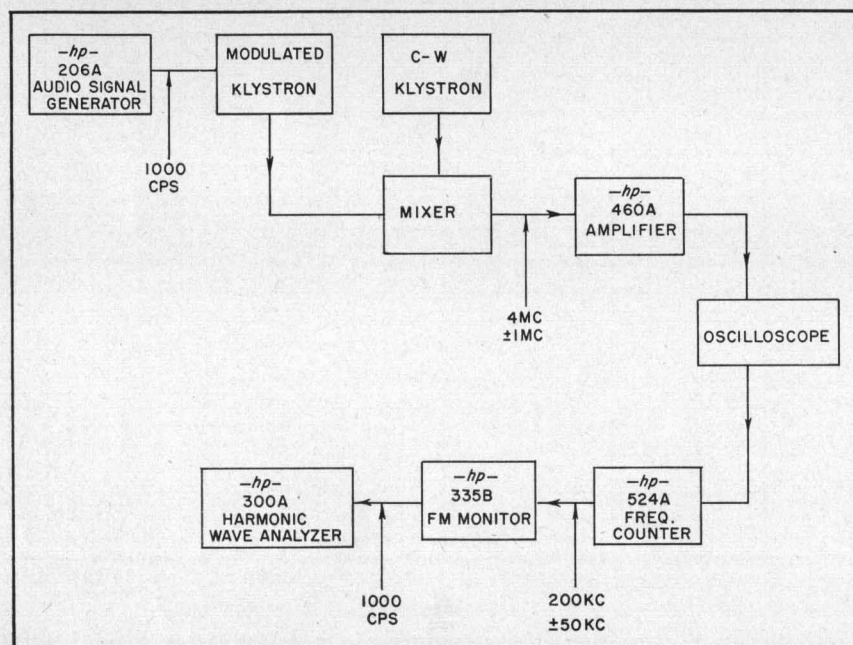 -hp-
206A
AUDIO SIGNAL
GENERATOR
MODULATED
KLYSTRON
C-W
KLYSTRON
1000
CPS
MIXER
-hp-
460A
AMPLIFIER
4MC
±1MC
OSCILLOSCOPE
-hp-
300A
HARMONIC
WAVE ANALYZER
-hp-
335B
FM MONITOR
-hp-
524A
FREQ.
COUNTER
1000
CPS
200KC
±50KC